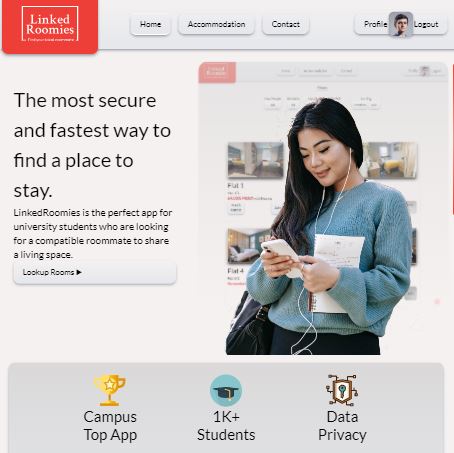 Linked
Roomies
Home
Accommodation
Contact
Profile
Logout
The most secure
and fastest way to
find a place to
stay.
LinkedRoomies is the perfect app for
university students who are looking
for a compatible roommate to share
a living space.
Lookup Rooms ▶
Flat 1
Flat 4
Campus
Top App
1K+
Students
Data
Privacy